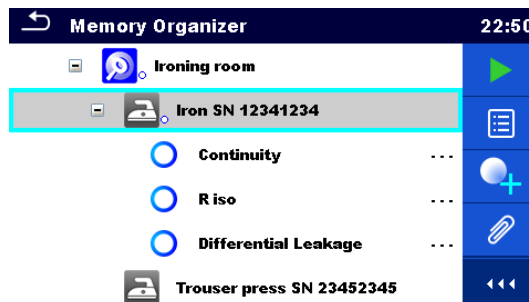 Memory Organizer 22:50
Ironing room
Iron SN 12341234
Continuity ---
R iso ---
Differential Leakage ---
Trouser press SN 23452345